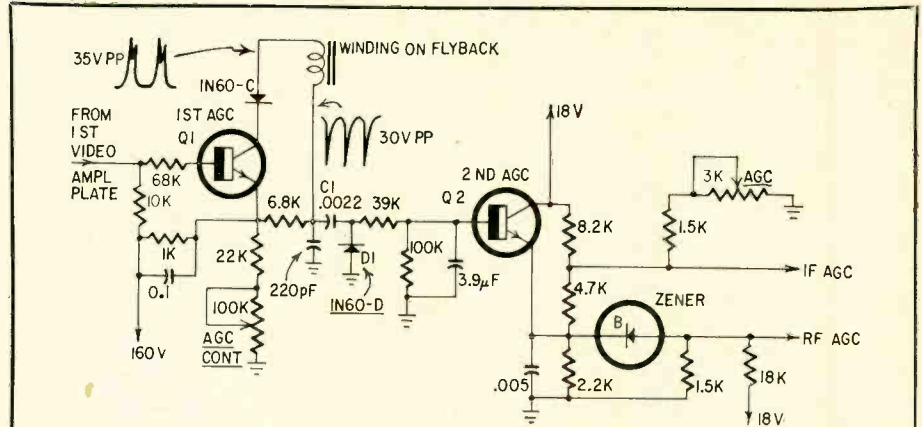 35V PP
WINDING ON FLYBACK
IN60-C
FROM
1ST
VIDEO
AMPL
PLATE
1ST AGC
Q1
30V PP
68K
10K
1K
0.1
160V
22K
100K
AGC
CONT
6.8K
C1
.0022
220pF
D1
IN60-D
39K
100K
3.9µF
2 ND AGC
Q2
18V
8.2K
4.7K
2.2K
.005
3K
AGC
1.5K
IF AGC
ZENER
B
RF AGC
1.5K
18K
18V